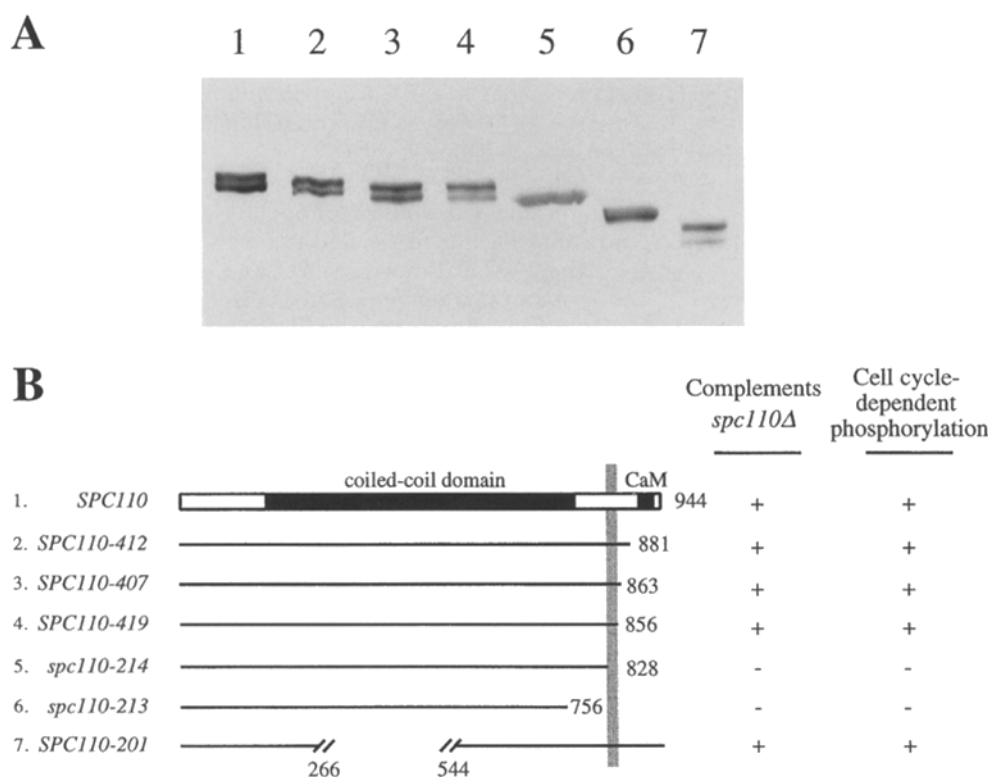 A
1 2 3 4 5 6 7
B
Complements spc110Δ
Cell cycle-dependent phosphorylation
coiled-coil domain CaM
1. SPC110 944 + +
2. SPC110-412 881 + +
3. SPC110-407 863 + +
4. SPC110-419 856 + +
5. spc110-214 828 - -
6. spc110-213 756 - -
7. SPC110-201 + +
266 544